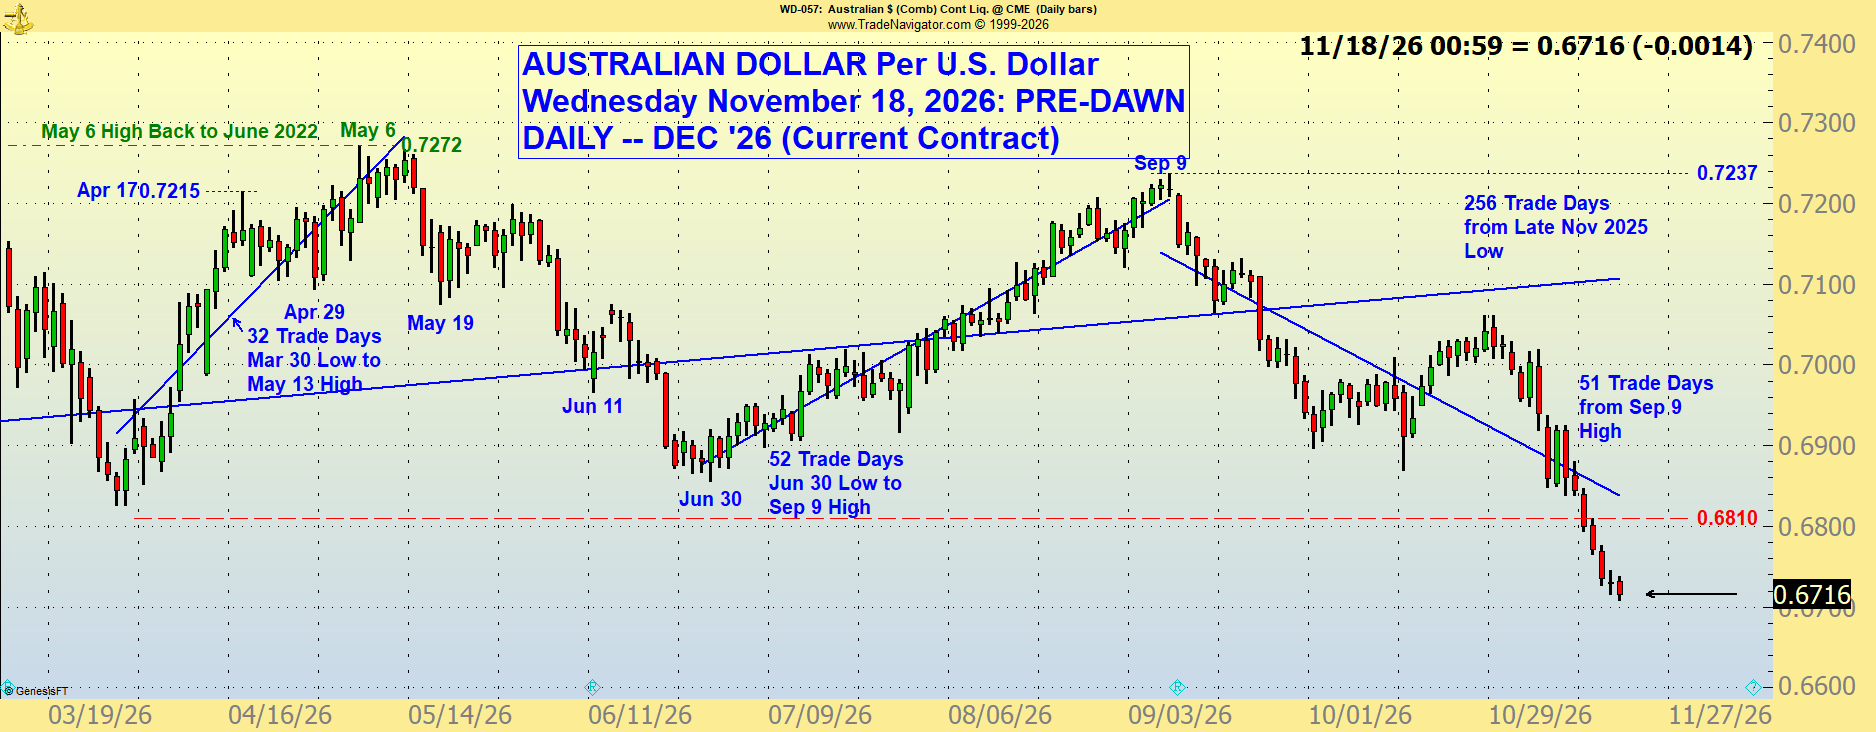 WD-057: Australian $ (Comb) Cont Liq. @ CME (Daily bars)
www.TradeNavigator.com © 1999-2026
11/18/26 00:59 = 0.6716 (-0.0014)
AUSTRALIAN DOLLAR Per U.S. Dollar
Wednesday November 18, 2026: PRE-DAWN
DAILY -- DEC '26 (Current Contract)
May 6 High Back to June 2022
May 6
0.7272
Apr 17 0.7215
Sep 9
0.7237
256 Trade Days
from Late Nov 2025
Low
Apr 29
32 Trade Days
Mar 30 Low to
May 13 High
May 19
Jun 11
Jun 30
52 Trade Days
Jun 30 Low to
Sep 9 High
51 Trade Days
from Sep 9
High
0.6810
0.7400
0.7300
0.7200
0.7100
0.7000
0.6900
0.6800
0.6716
0.6700
0.6600
© GenesisFT
R
R
?
03/19/26
04/16/26
05/14/26
06/11/26
07/09/26
08/06/26
09/03/26
10/01/26
10/29/26
11/27/26